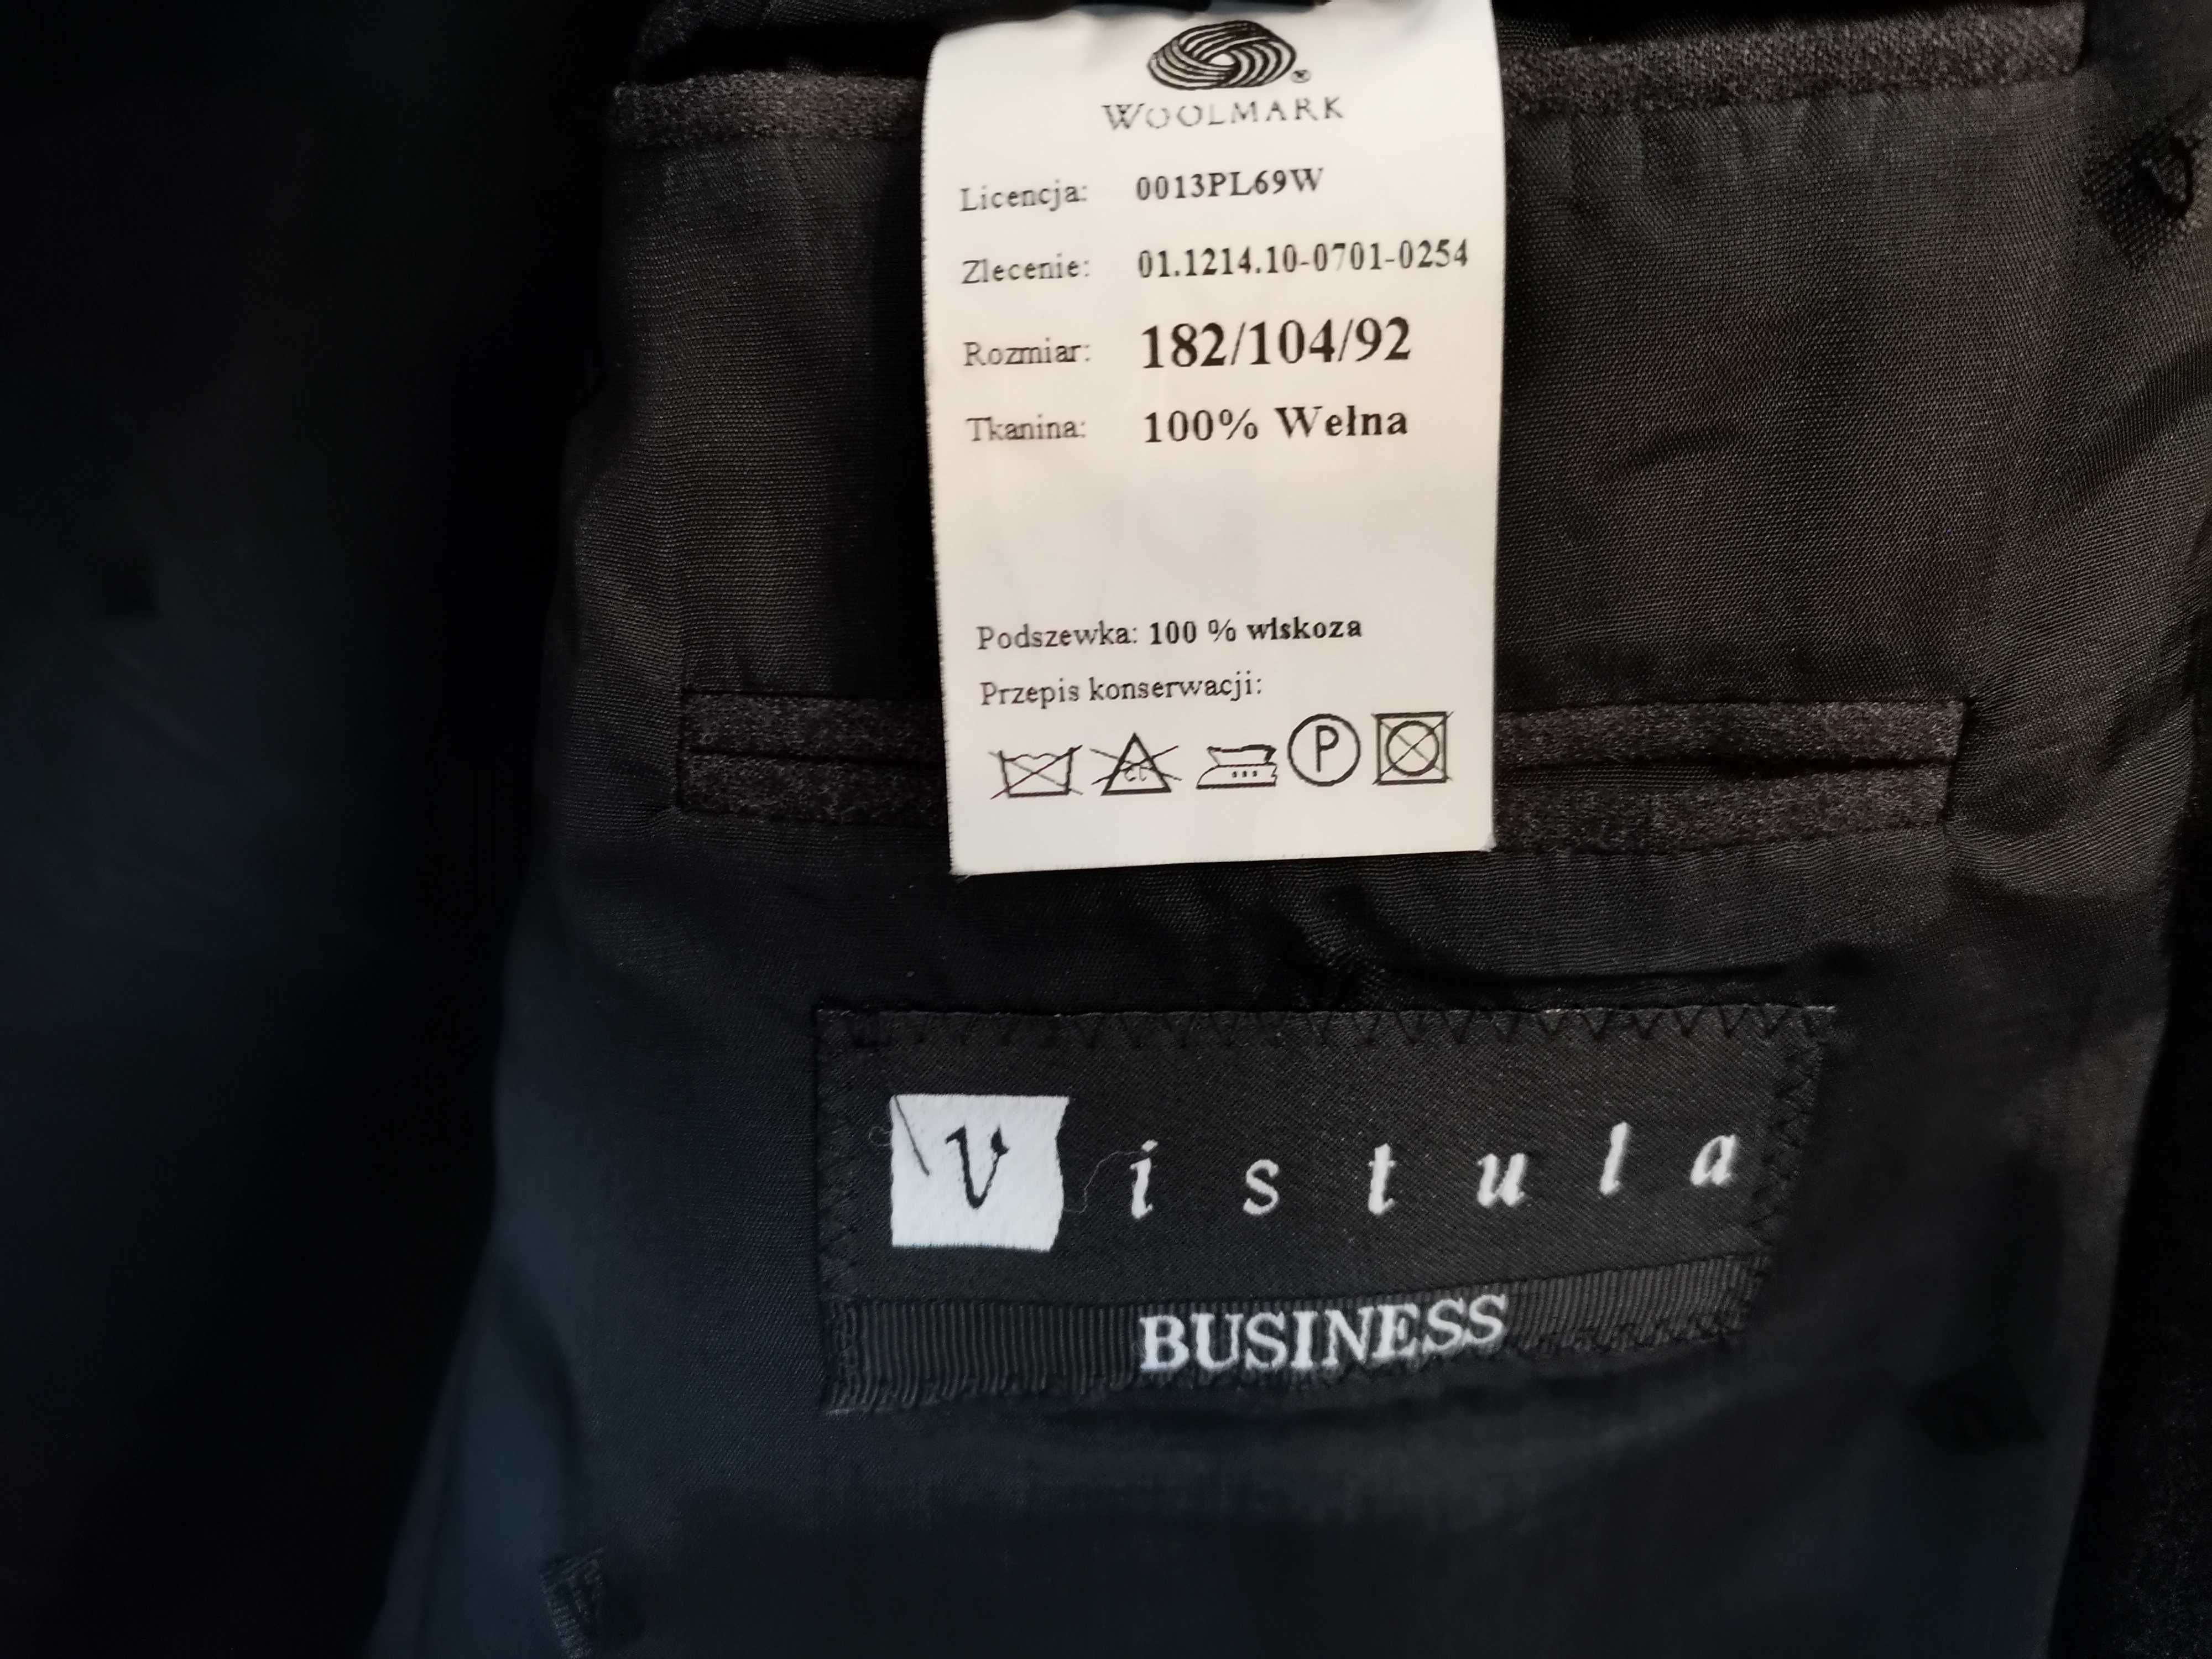 WOOLMARK
Licencja: 0013PL69W
Zlecenie: 01.1214.10-0701-0254
Rozmiar: 182/104/92
Tkanina: 100% Wełna
Podszewka: 100 % wiskoza
Przepis konserwacji:
CL P
Vistula
BUSINESS